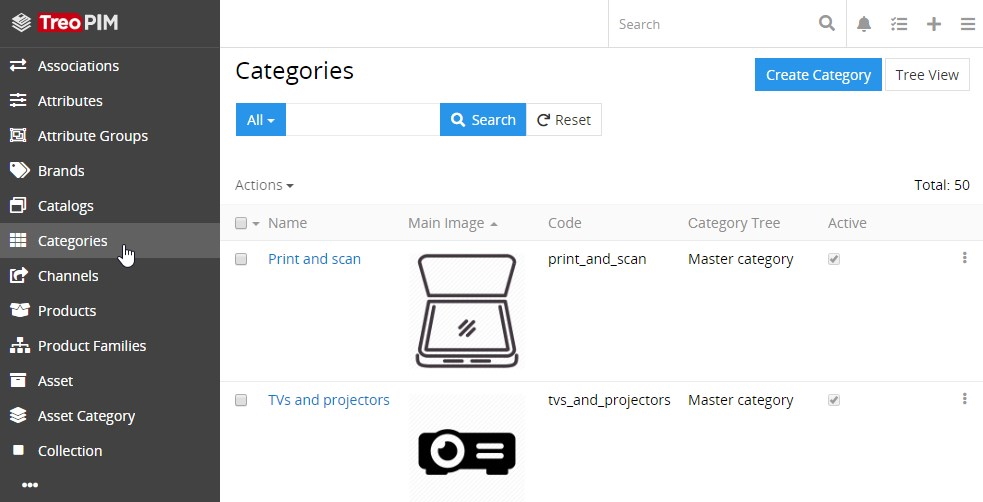 TreoPIM
Search
Associations
Attributes
Attribute Groups
Brands
Catalogs
Categories
Channels
Products
Product Families
Asset
Asset Category
Collection
Categories
Create Category
Tree View
All
Search
Reset
Actions
Total: 50
Name Main Image Code Category Tree Active
Print and scan print_and_scan Master category
TVs and projectors tvs_and_projectors Master category